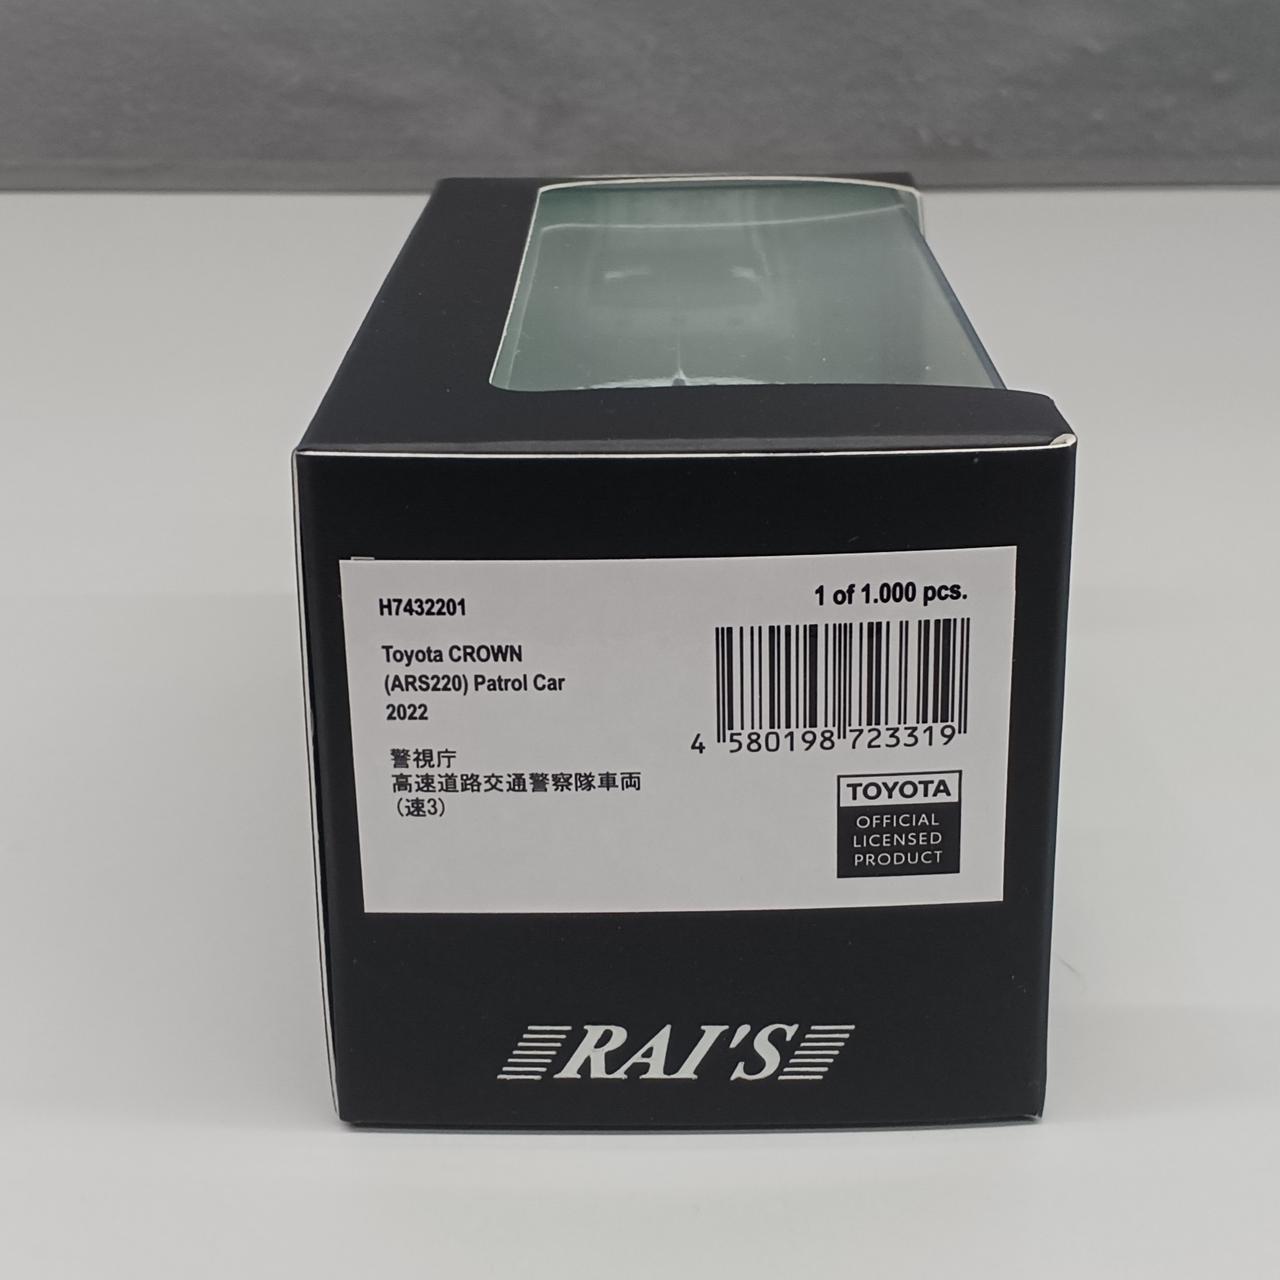 H7432201
1 of 1.000 pcs.
Toyota CROWN
(ARS220) Patrol Car
2022
警視庁
高速道路交通警察隊車両
(速3)
4 580198 723319
TOYOTA
OFFICIAL
LICENSED
PRODUCT
RAI'S